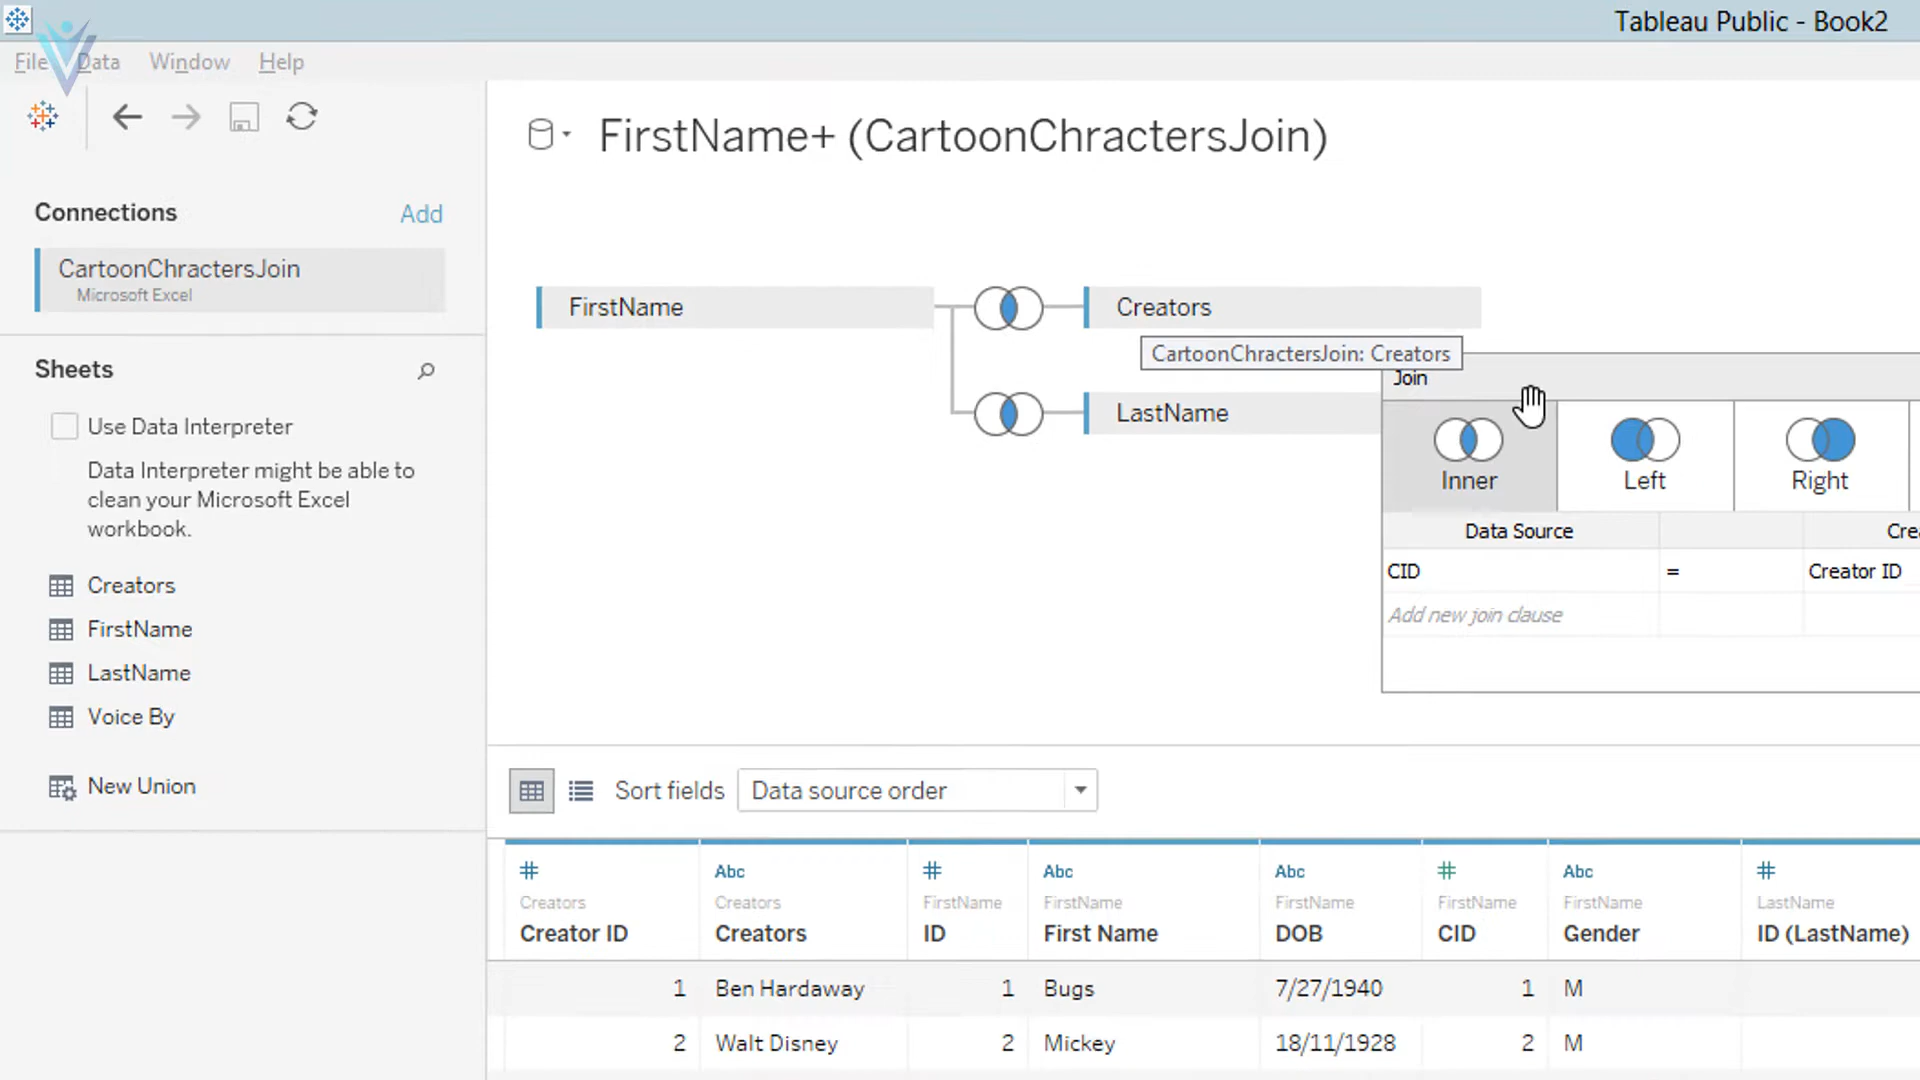 Tableau Public - Book2
File Data Window Help
FirstName+ (CartoonChractersJoin)
Connections Add
CartoonChractersJoin
Microsoft Excel
Sheets
Use Data Interpreter
Data Interpreter might be able to
clean your Microsoft Excel
workbook.
Creators
FirstName
LastName
Voice By
New Union
FirstName Creators
CartoonChractersJoin: Creators
LastName
Join
Inner Left Right
Data Source
CID = Creator ID
Add new join clause
Sort fields Data source order
# Abc # Abc Abc # Abc #
Creators Creators FirstName FirstName FirstName FirstName FirstName LastName
Creator ID Creators ID First Name DOB CID Gender ID (LastName)
1 Ben Hardaway 1 Bugs 7/27/1940 1 M
2 Walt Disney 2 Mickey 18/11/1928 2 M